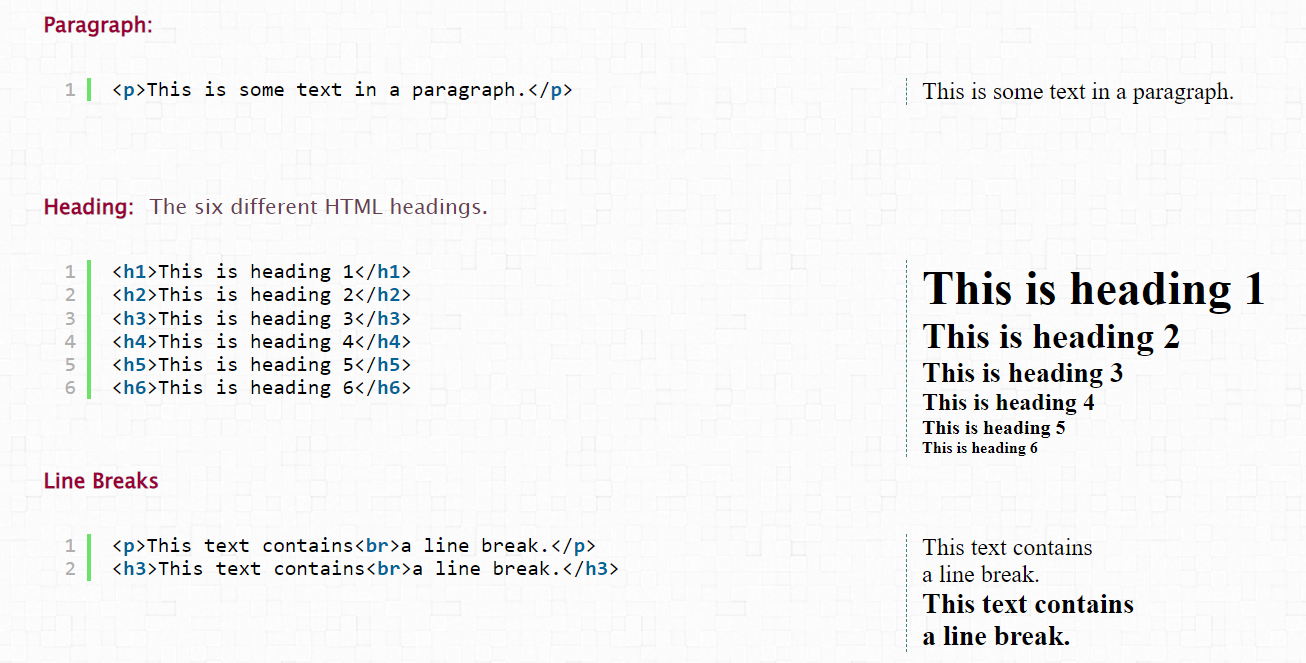 Paragraph:
1 <p>This is some text in a paragraph.</p>
This is some text in a paragraph.
Heading: The six different HTML headings.
1 <h1>This is heading 1</h1>
2 <h2>This is heading 2</h2>
3 <h3>This is heading 3</h3>
4 <h4>This is heading 4</h4>
5 <h5>This is heading 5</h5>
6 <h6>This is heading 6</h6>
This is heading 1
This is heading 2
This is heading 3
This is heading 4
This is heading 5
This is heading 6
Line Breaks
1 <p>This text contains<br>a line break.</p>
2 <h3>This text contains<br>a line break.</h3>
This text contains
a line break.
This text contains
a line break.